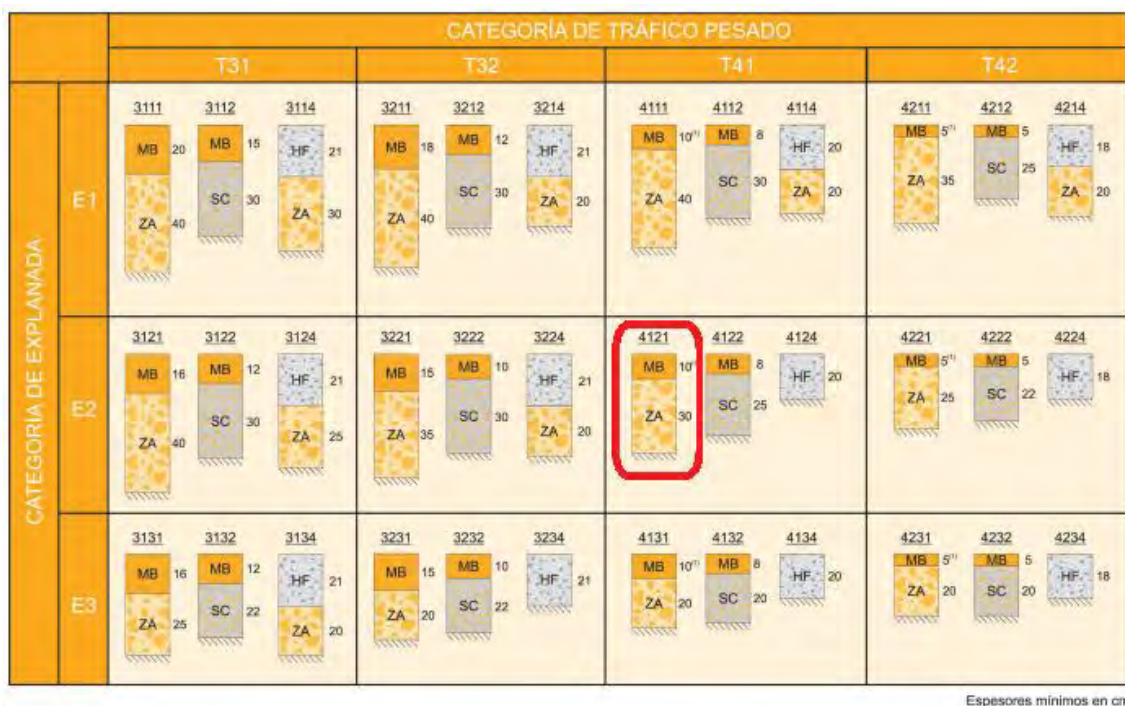 CATEGORÍA DE TRÁFICO PESADO
T31 T32 T41 T42
CATEGORÍA DE EXPLANADA
E1
3111 3112 3114 3211 3212 3214 4111 4112 4114 4211 4212 4214
MB 20 MB 15 HF 21 MB 18 MB 12 HF 21 MB 10(1) MB 8 HF 20 MB 5(1) MB 5 HF 18
ZA 40 SC 30 ZA 30 ZA 40 SC 30 ZA 20 ZA 40 SC 30 ZA 20 ZA 35 SC 25 ZA 20
E2
3121 3122 3124 3221 3222 3224 4121 4122 4124 4221 4222 4224
MB 16 MB 12 HF 21 MB 15 MB 10 HF 21 MB 10(1) MB 8 HF 20 MB 5(1) MB 5 HF 18
ZA 40 SC 30 ZA 25 ZA 35 SC 30 ZA 20 ZA 30 SC 25 ZA 25 SC 22
E3
3131 3132 3134 3231 3232 3234 4131 4132 4134 4231 4232 4234
MB 16 MB 12 HF 21 MB 15 MB 10 HF 21 MB 10(1) MB 8 HF 20 MB 5(1) MB 5 HF 18
ZA 25 SC 22 ZA 20 ZA 20 SC 22 ZA 20 SC 20 ZA 20 SC 20
Espesores mínimos en cm